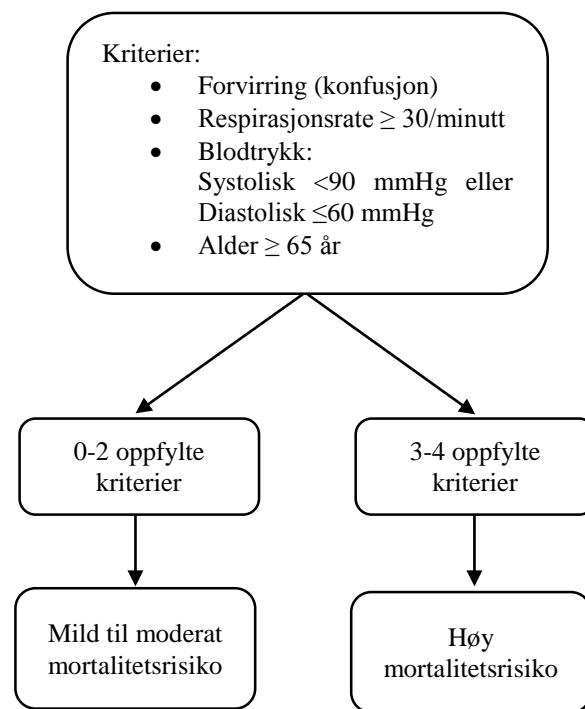 Kriterier:
• Forvirring (konfusjon)
• Respirasjonsrate ≥ 30/minutt
• Blodtrykk:
Systolisk <90 mmHg eller
Diastolisk ≤60 mmHg
• Alder ≥ 65 år
0-2 oppfylte
kriterier
3-4 oppfylte
kriterier
Mild til moderat
mortalitetsrisiko
Høy
mortalitetsrisiko